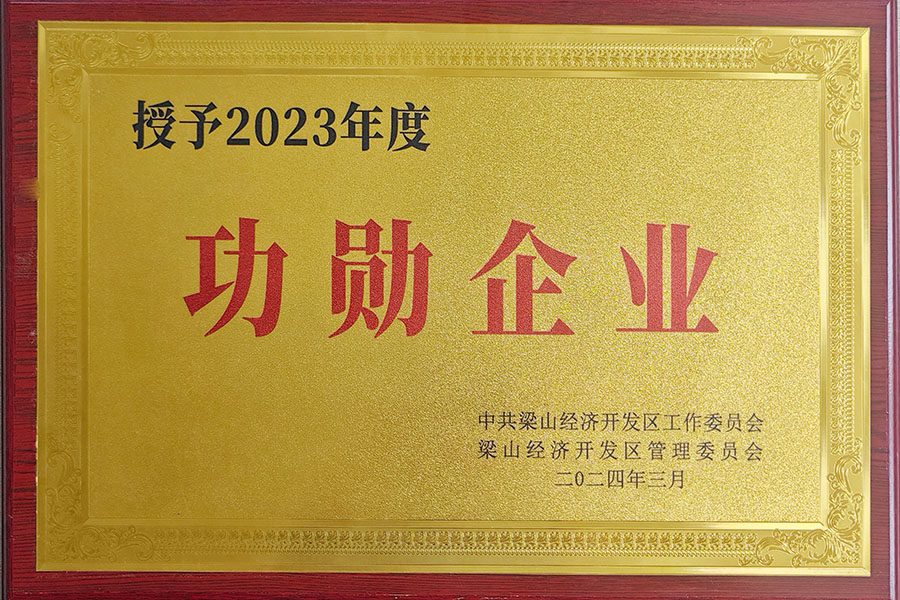 授予2023年度
功勋企业
中共梁山经济开发区工作委员会
梁山经济开发区管理委员会
二〇二四年三月